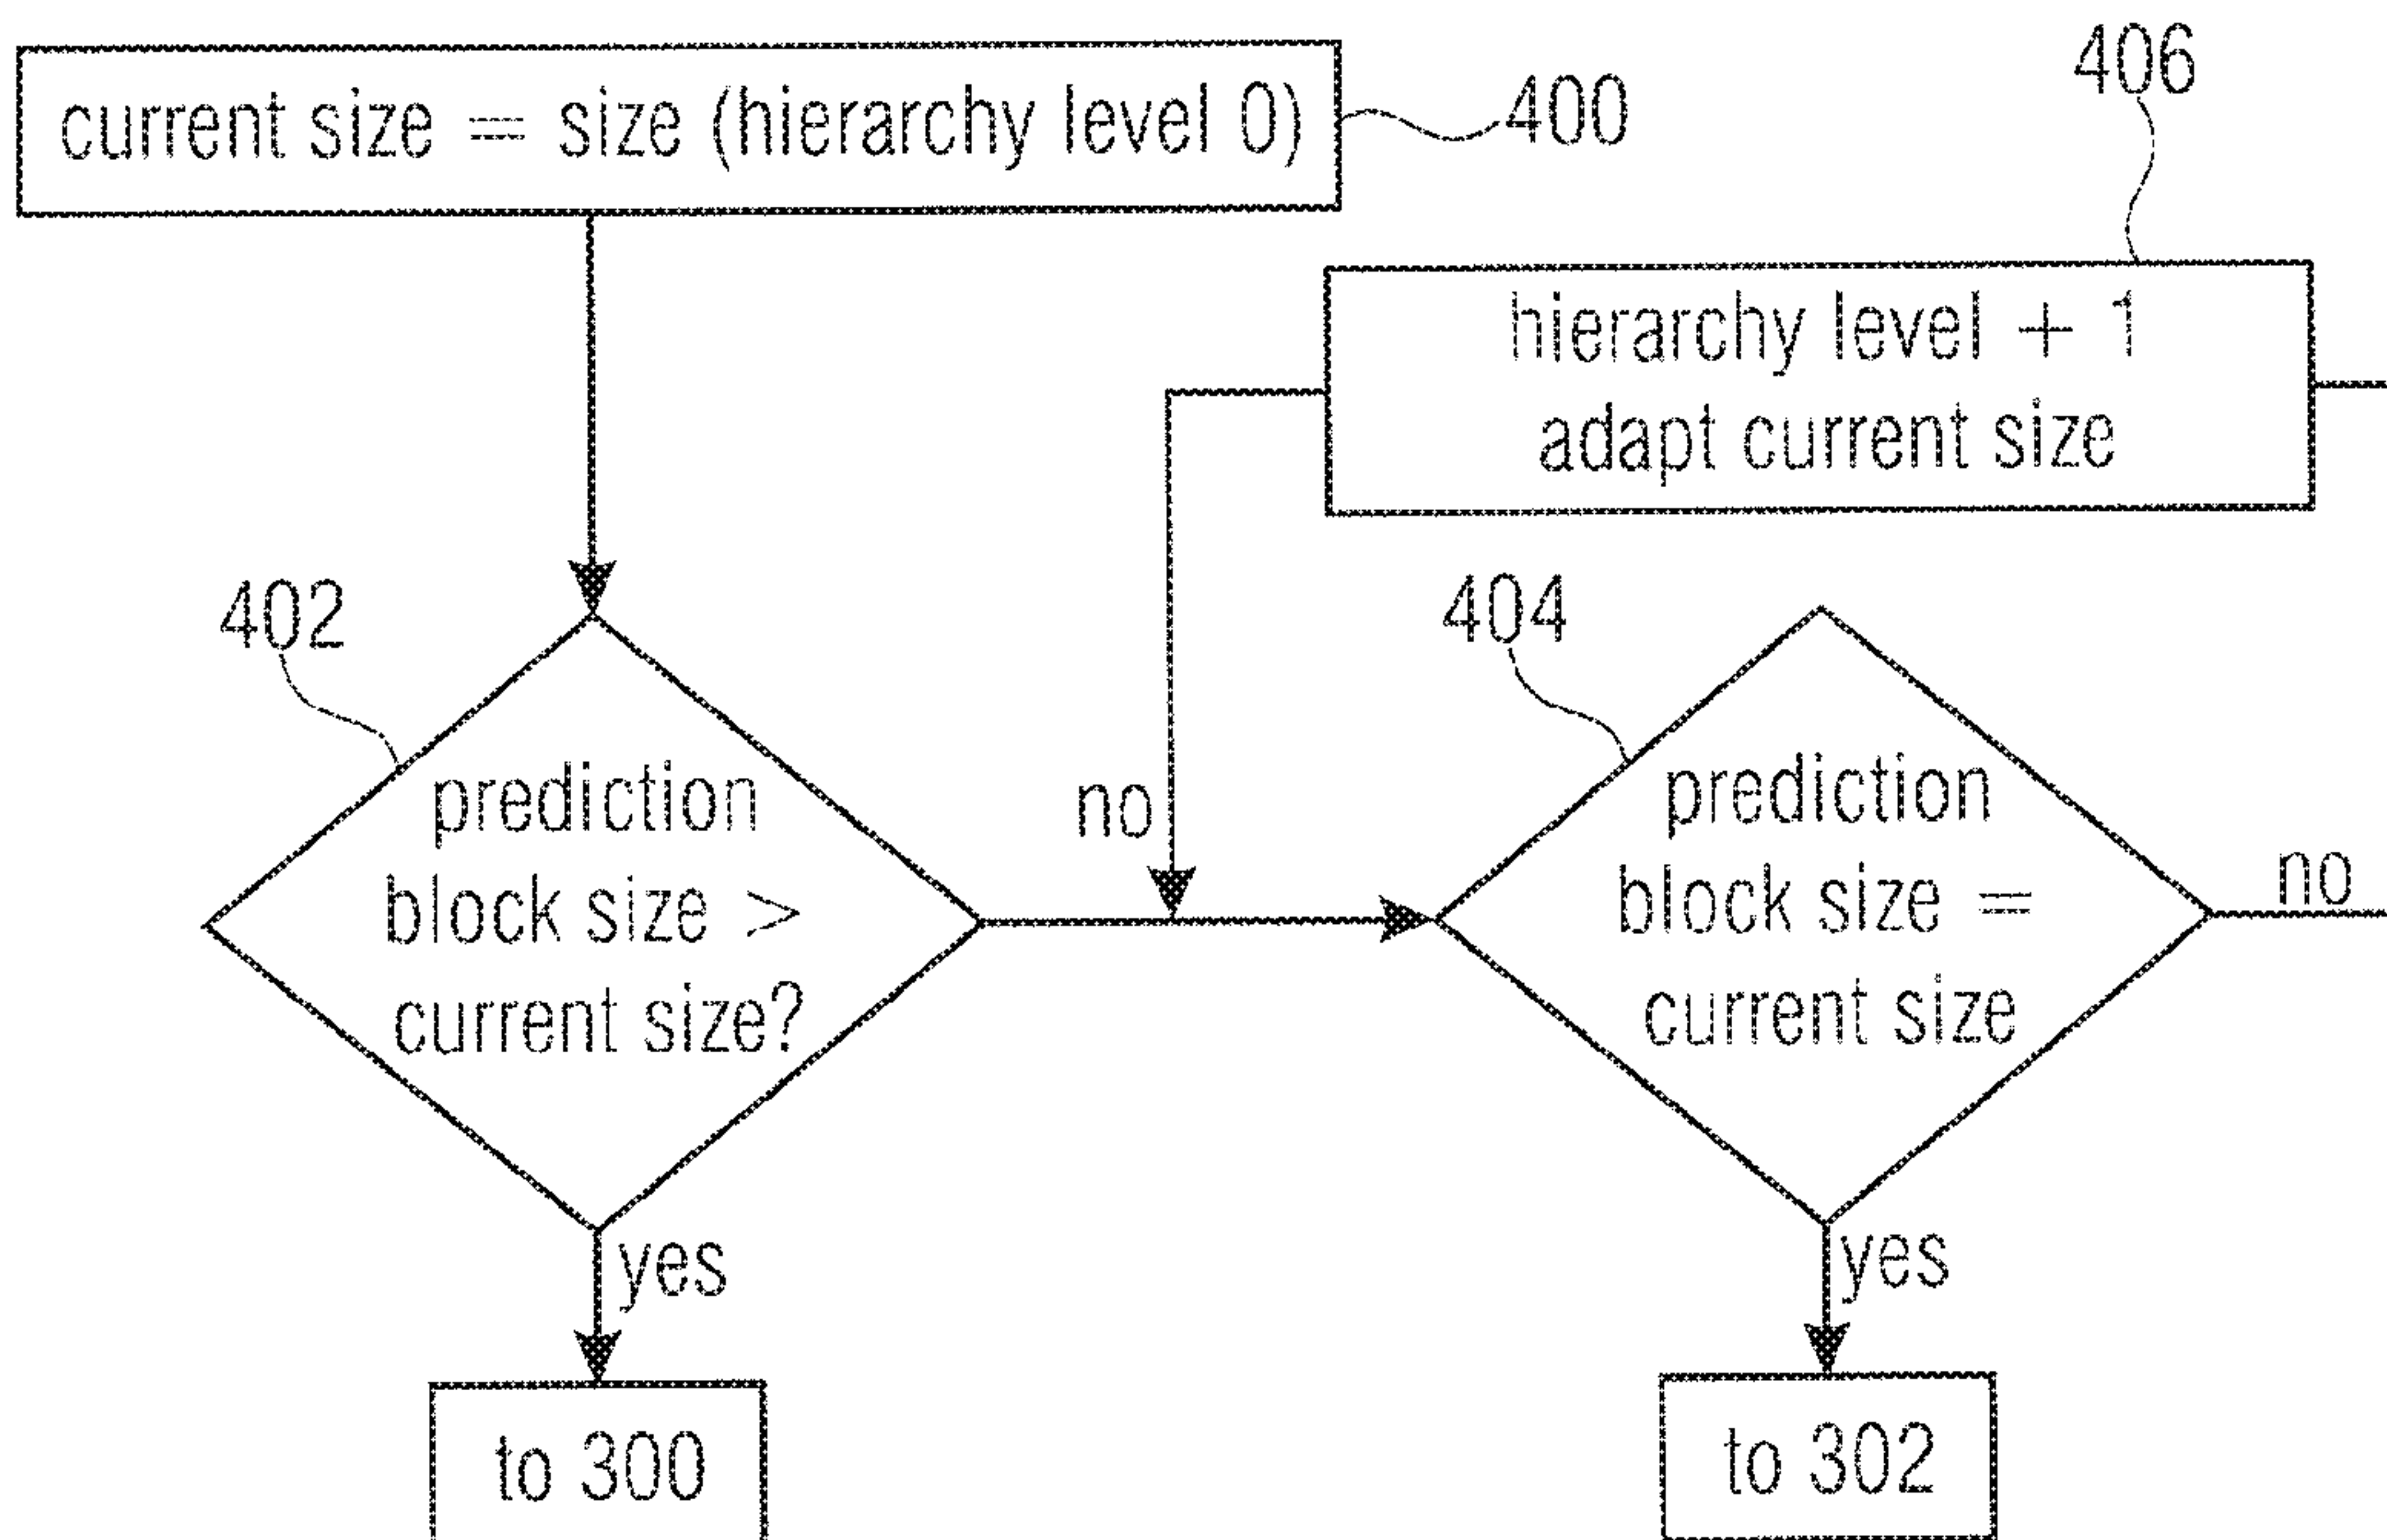 current size = size (hierarchy level 0)
400
406
hierarchy level + 1
adapt current size
402
prediction
block size >
current size?
yes
to 300
no
404
prediction
block size =
current size
no
yes
to 302